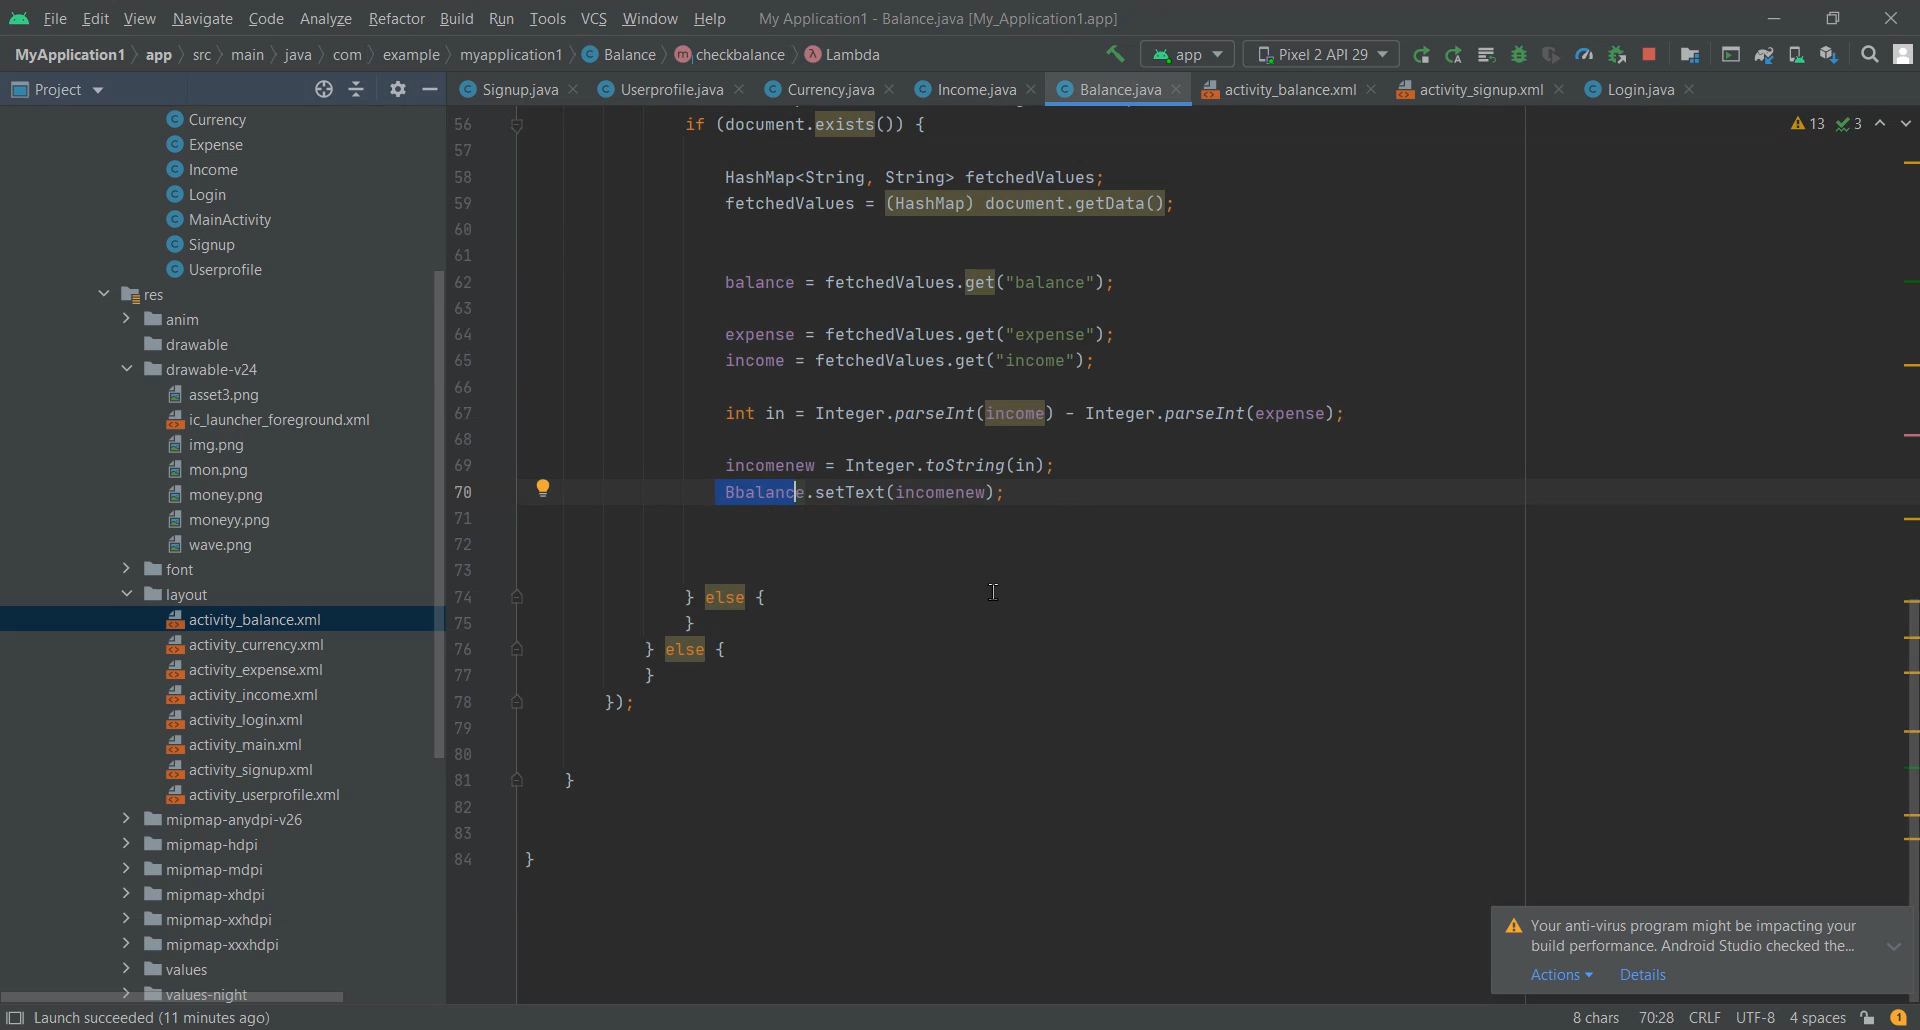 File Edit View Navigate Code Analyze Refactor Build Run Tools VCS Window Help My Application1 - Balance.java [My_Application1.app]
MyApplication1 app src main java com example myapplication1 Balance checkbalance Lambda app Pixel 2 API 29
Project Signup.java Userprofile.java Currency.java Income.java Balance.java activity_balance.xml activity_signup.xml Login.java
Currency
Expense
Income
Login
MainActivity
Signup
Userprofile
res
anim
drawable
drawable-v24
asset3.png
ic_launcher_foreground.xml
img.png
mon.png
money.png
moneyy.png
wave.png
font
layout
activity_balance.xml
activity_currency.xml
activity_expense.xml
activity_income.xml
activity_login.xml
activity_main.xml
activity_signup.xml
activity_userprofile.xml
mipmap-anydpi-v26
mipmap-hdpi
mipmap-mdpi
mipmap-xhdpi
mipmap-xxhdpi
mipmap-xxxhdpi
values
values-night
56 if (document.exists()) {
57
58 HashMap<String, String> fetchedValues;
59 fetchedValues = (HashMap) document.getData();
60
61
62 balance = fetchedValues.get("balance");
63
64 expense = fetchedValues.get("expense");
65 income = fetchedValues.get("income");
66
67 int in = Integer.parseInt(income) - Integer.parseInt(expense);
68
69 incomenew = Integer.toString(in);
70 Bbalance.setText(incomenew);
71
72
73
74 } else {
75 }
76 } else {
77 }
78 });
79
80
81 }
82
83
84 }
13 3
Your anti-virus program might be impacting your
build performance. Android Studio checked the...
Actions Details
Launch succeeded (11 minutes ago) 8 chars 70:28 CRLF UTF-8 4 spaces 1